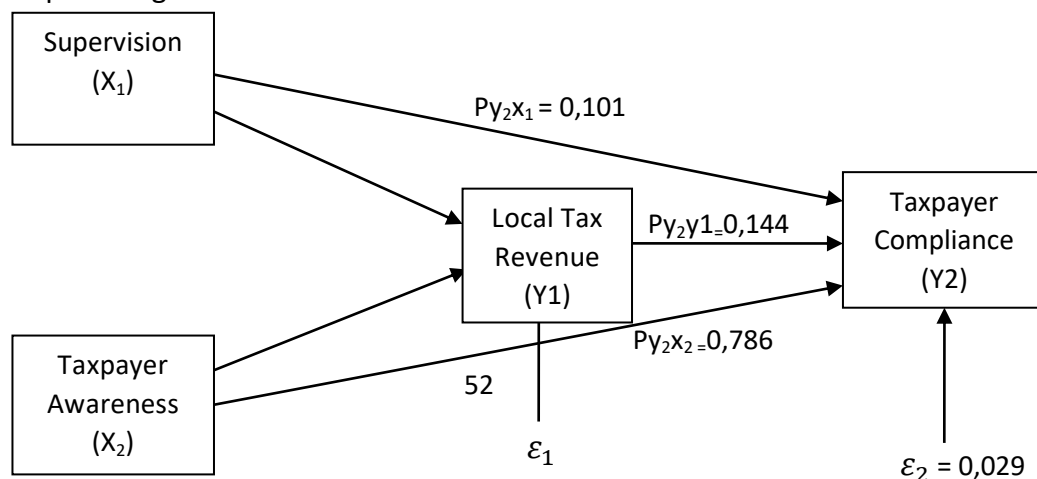 Supervision
(X₁)
Py₂x₁ = 0,101
Local Tax
Revenue
(Y1)
Py₂y1₌0,144
Taxpayer
Compliance
(Y2)
Py₂x₂ ₌0,786
Taxpayer
Awareness
(X₂)
52
ε₁
ε₂ = 0,029